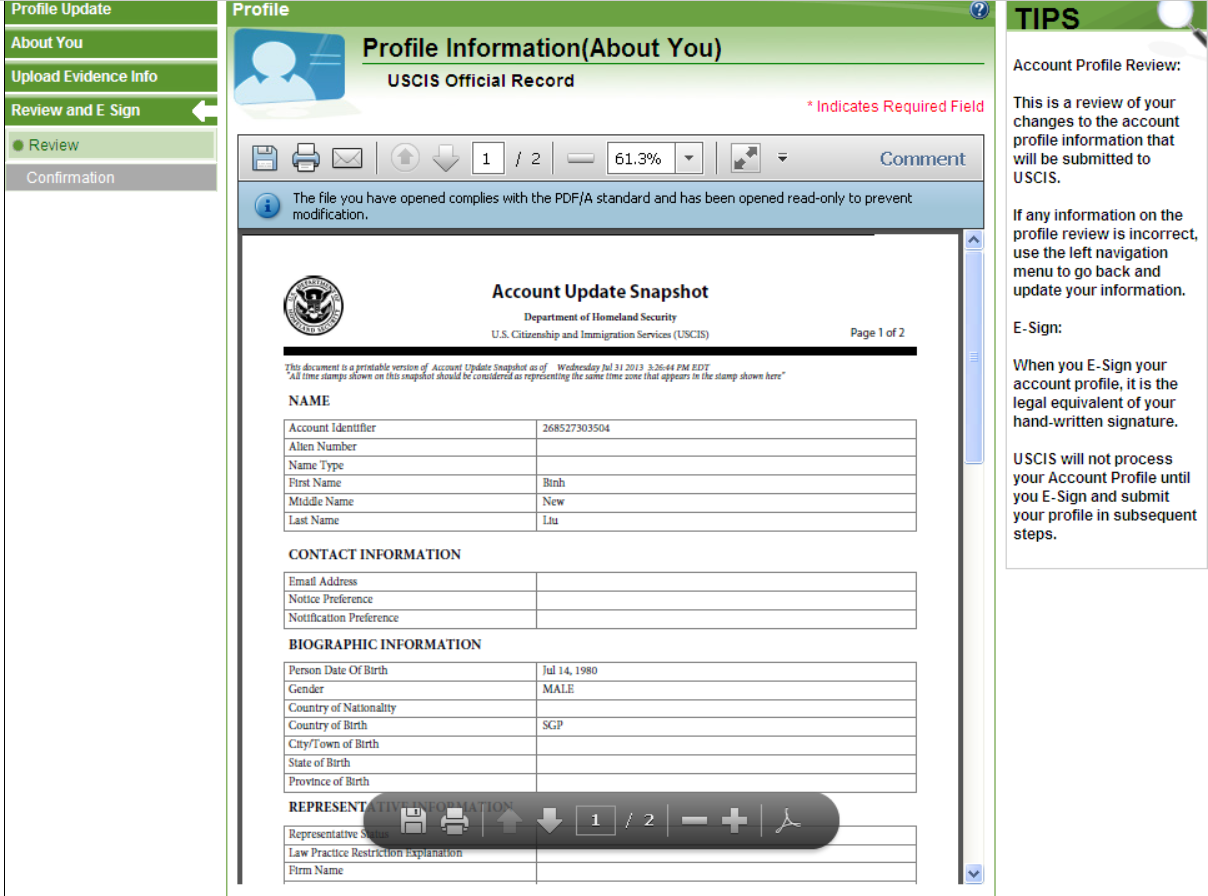 Profile Update
About You
Upload Evidence Info
Review and E Sign
Review
Confirmation
Profile
Profile Information(About You)
USCIS Official Record
* Indicates Required Field
1 / 2
61.3%
Comment
The file you have opened complies with the PDF/A standard and has been opened read-only to prevent
modification.
Account Update Snapshot
Department of Homeland Security
U.S. Citizenship and Immigration Services (USCIS)
Page 1 of 2
This document is a printable version of Account Update Snapshot as of Wednesday Jul 31 2013 3:26:44 PM EDT
"All time stamps shown on this snapshot should be considered as representing the same time zone that appears in the stamp shown here"
NAME
Account Identifier 268527303504
Alien Number
Name Type
First Name Binh
Middle Name New
Last Name Liu
CONTACT INFORMATION
Email Address
Notice Preference
Notification Preference
BIOGRAPHIC INFORMATION
Person Date Of Birth Jul 14, 1980
Gender MALE
Country of Nationality
Country of Birth SGP
City/Town of Birth
State of Birth
Province of Birth
REPRESENTATIVE INFORMATION
1 / 2
Representative Status
Law Practice Restriction Explanation
Firm Name
TIPS
Account Profile Review:
This is a review of your
changes to the account
profile information that
will be submitted to
USCIS.
If any information on the
profile review is incorrect,
use the left navigation
menu to go back and
update your information.
E-Sign:
When you E-Sign your
account profile, it is the
legal equivalent of your
hand-written signature.
USCIS will not process
your Account Profile until
you E-Sign and submit
your profile in subsequent
steps.